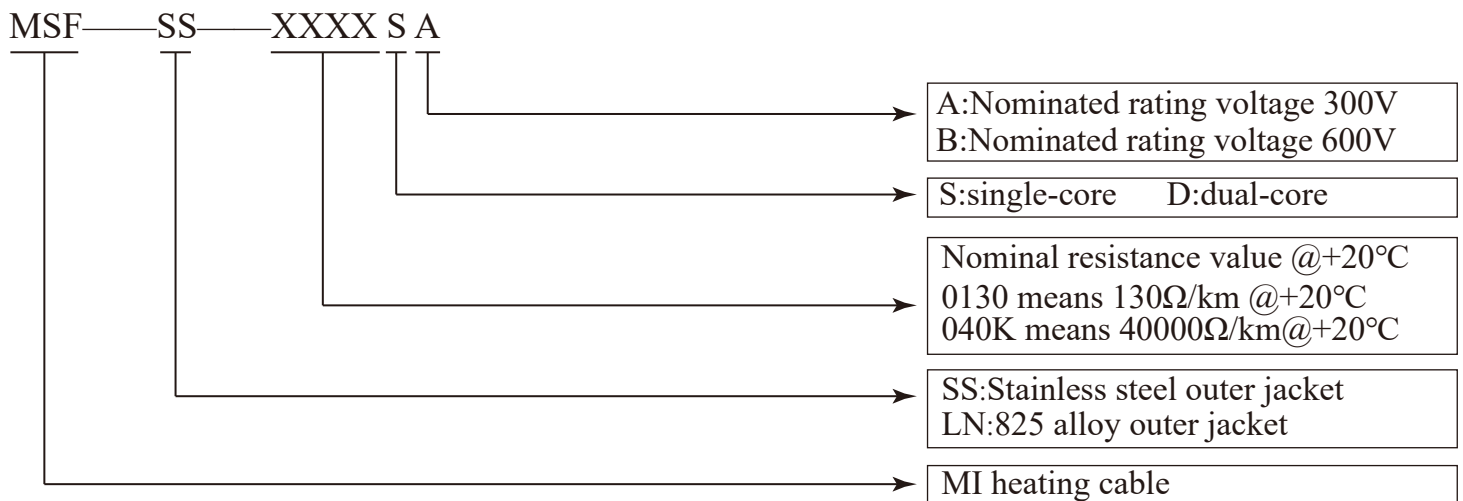 MSF——SS——XXXX S A
A:Nominated rating voltage 300V
B:Nominated rating voltage 600V
S:single-core D:dual-core
Nominal resistance value @+20℃
0130 means 130Ω/km @+20℃
040K means 40000Ω/km@+20℃
SS:Stainless steel outer jacket
LN:825 alloy outer jacket
MI heating cable